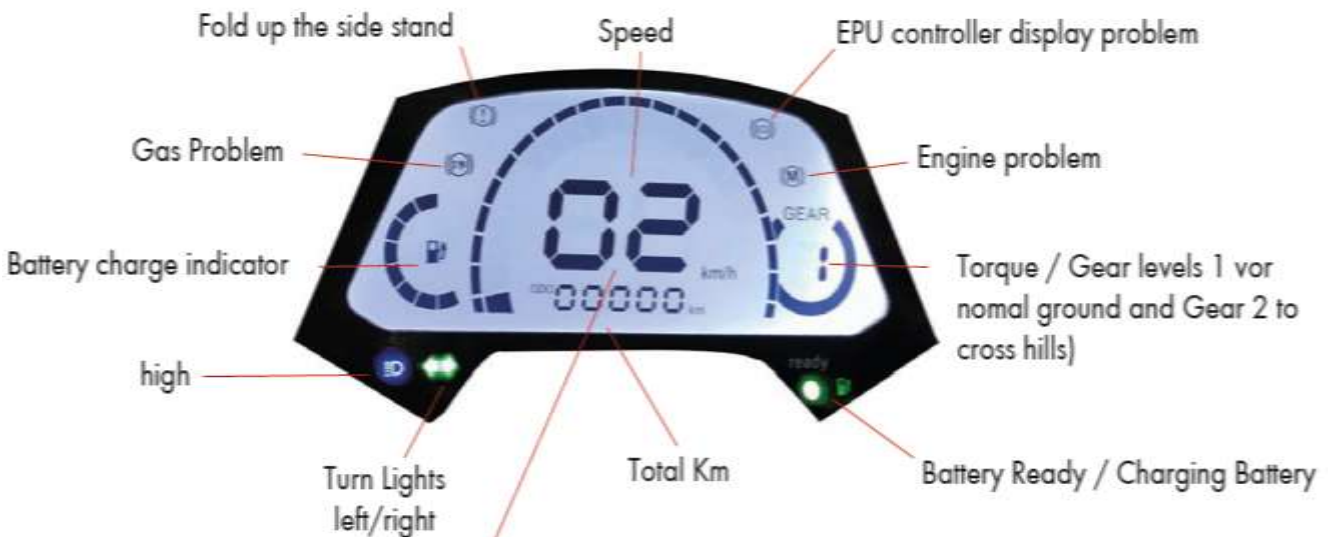 Fold up the side stand
Speed
EPU controller display problem
Gas Problem
Engine problem
GEAR
Battery charge indicator
02
km/h
1
Torque / Gear levels 1 vor
nomal ground and Gear 2 to
cross hills)
ODO
00000 km
high
ready
Turn Lights
left/right
Total Km
Battery Ready / Charging Battery